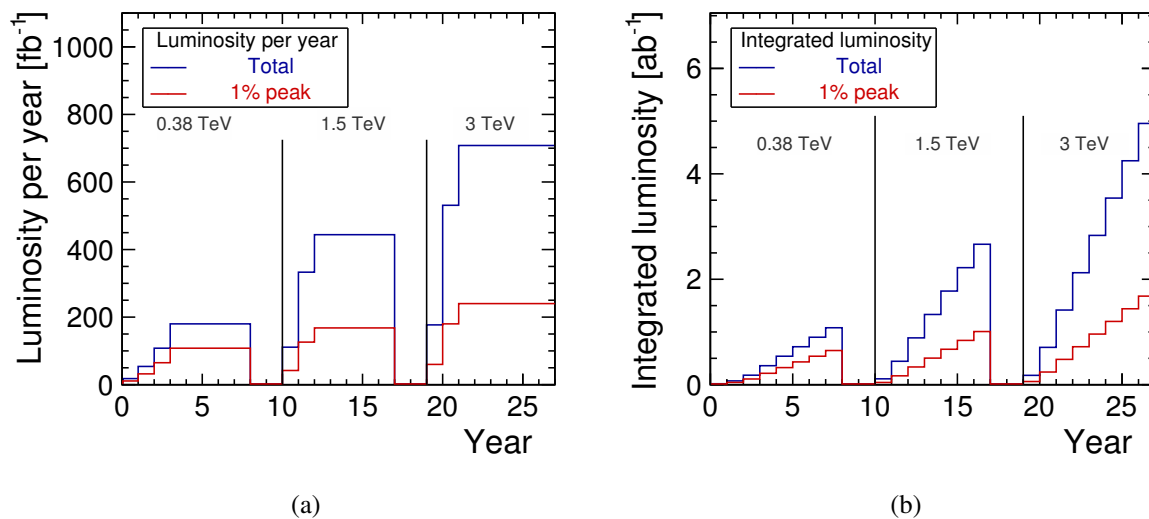 Luminosity per year [fb⁻¹]
1000
800
600
400
200
0
Luminosity per year
Total
1% peak
0.38 TeV 1.5 TeV 3 TeV
0 5 10 15 20 25
Year
(a)
Integrated luminosity [ab⁻¹]
6
4
2
0
Integrated luminosity
Total
1% peak
0.38 TeV 1.5 TeV 3 TeV
0 5 10 15 20 25
Year
(b)